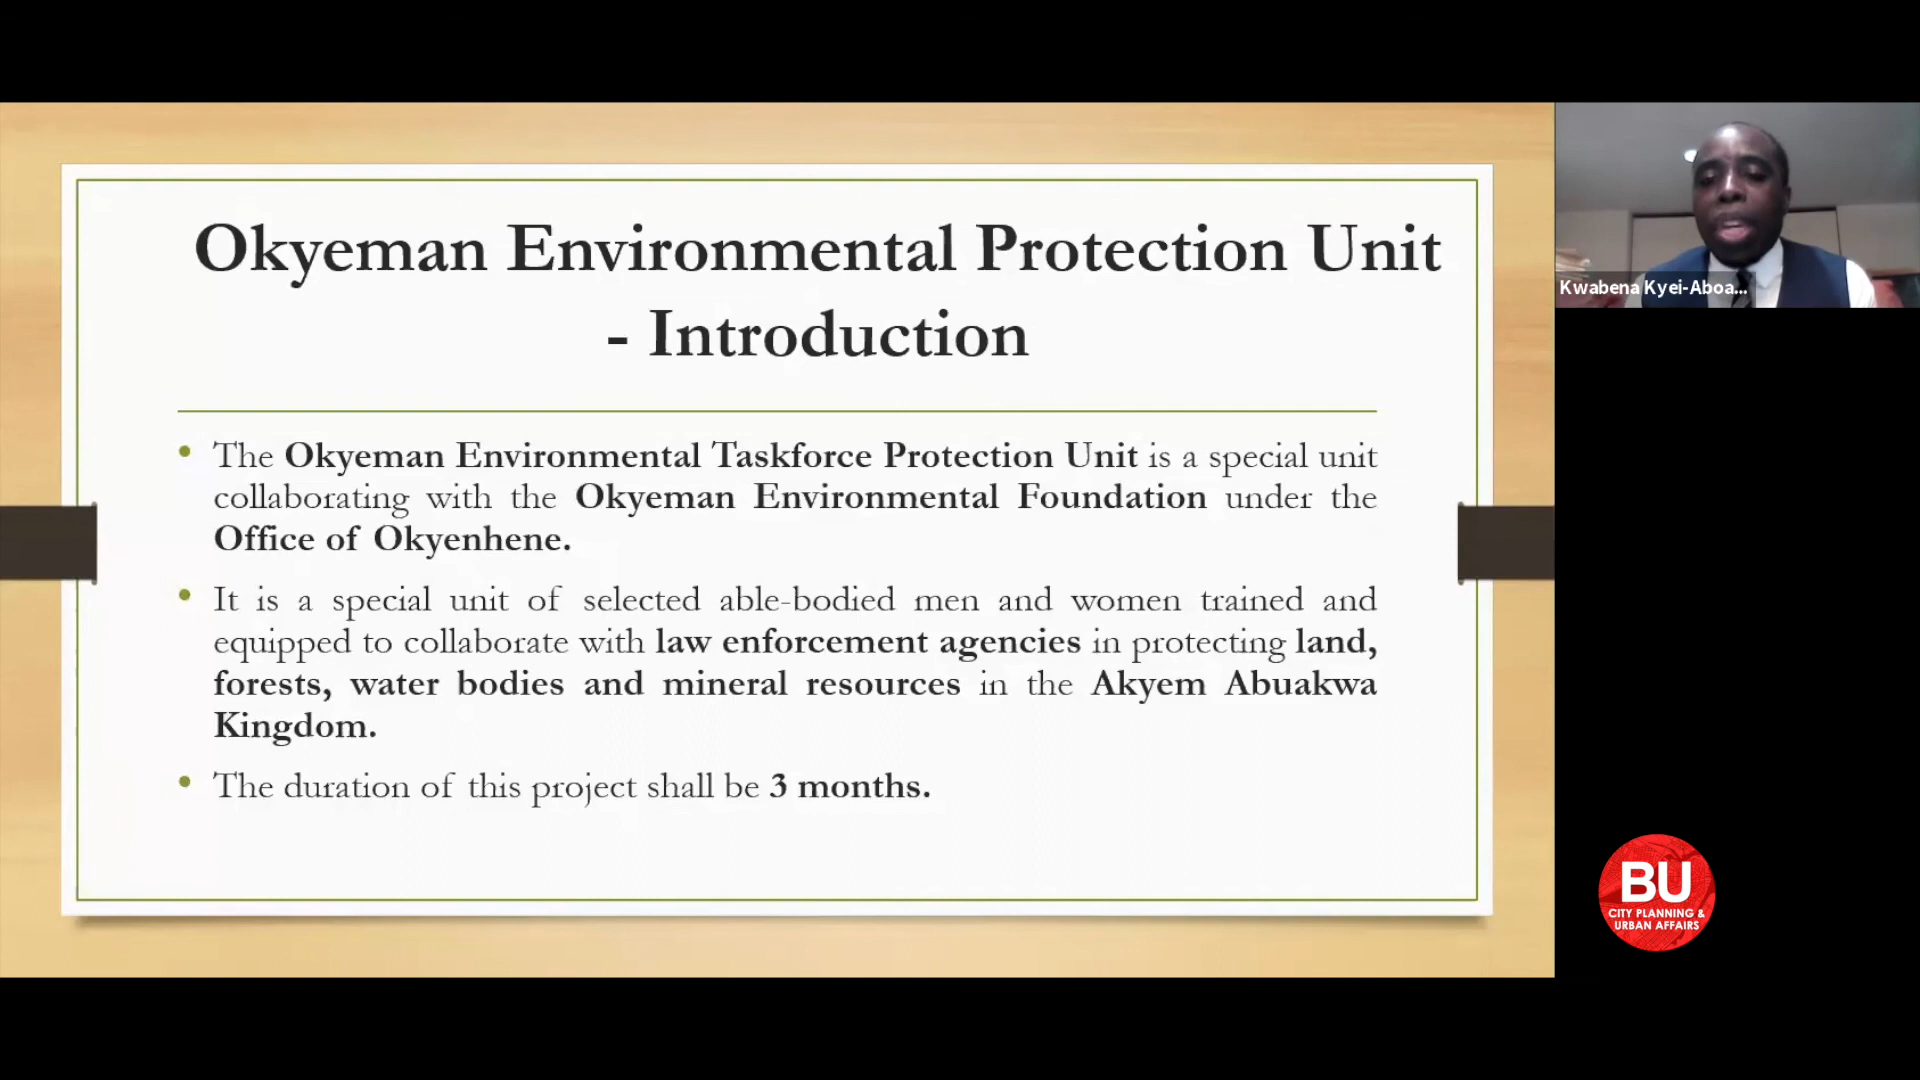 Okyeman Environmental Protection Unit
- Introduction
• The Okyeman Environmental Taskforce Protection Unit is a special unit
collaborating with the Okyeman Environmental Foundation under the
Office of Okyenhene.
• It is a special unit of selected able-bodied men and women trained and
equipped to collaborate with law enforcement agencies in protecting land,
forests, water bodies and mineral resources in the Akyem Abuakwa
Kingdom.
• The duration of this project shall be 3 months.
Kwabena Kyei-Aboa...
BU
CITY PLANNING &
URBAN AFFAIRS